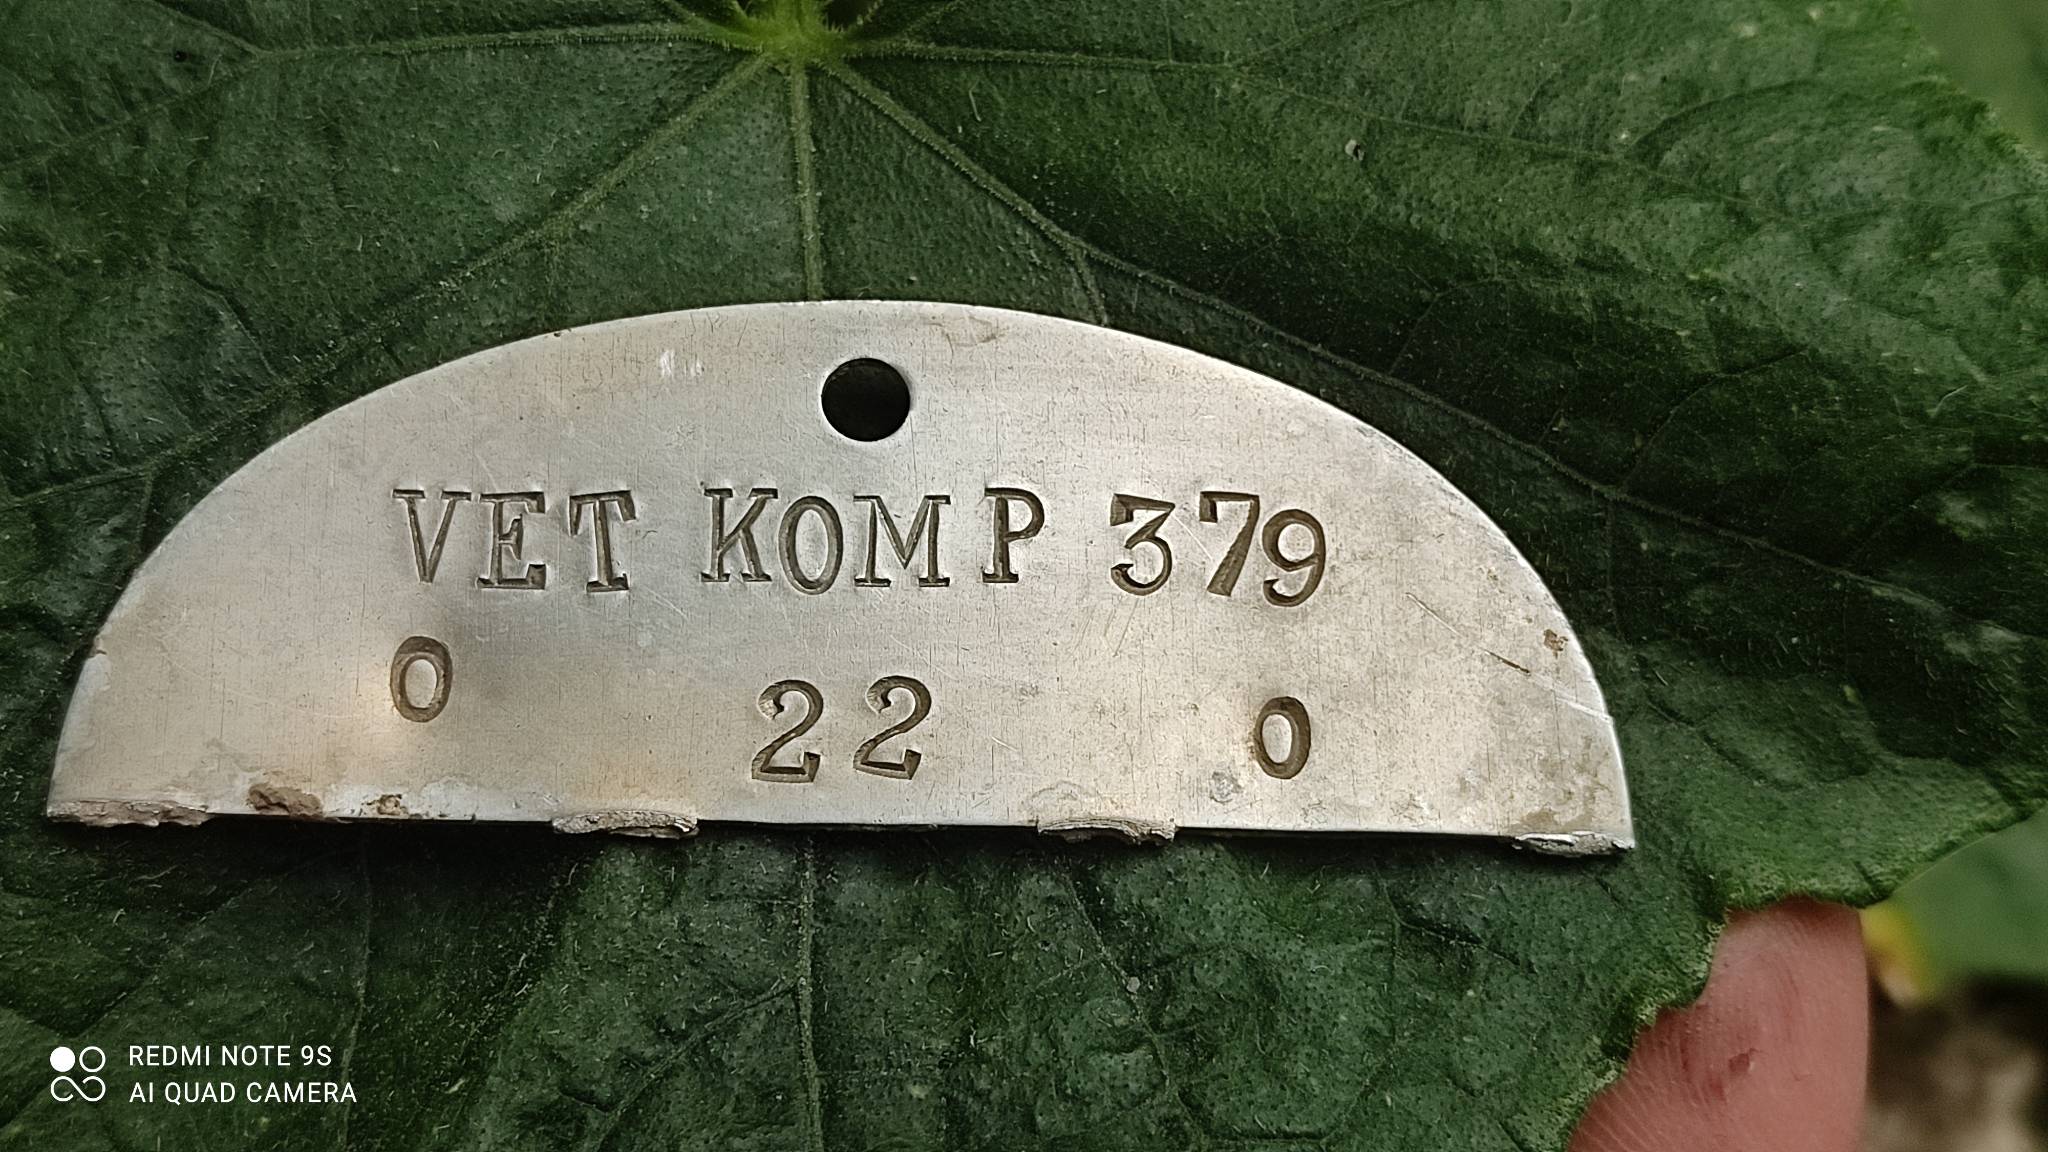 VET KOMP 379
0 22 0
REDMI NOTE 9S
AI QUAD CAMERA